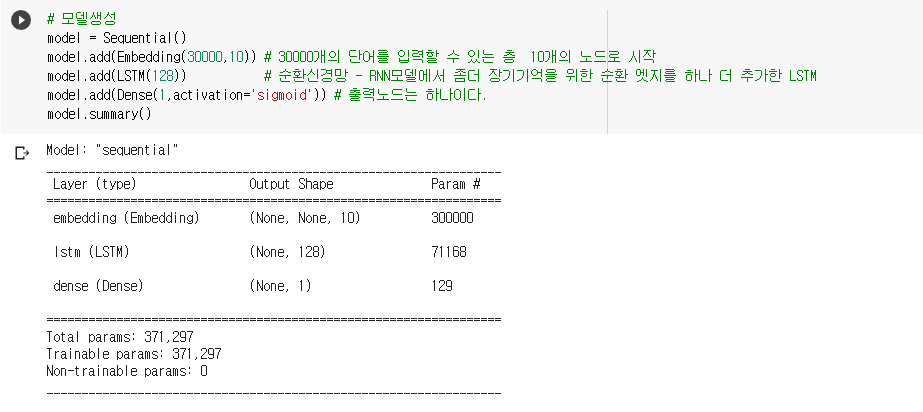 # 모델생성
model = Sequential()
model.add(Embedding(30000,10)) # 30000개의 단어를 입력할 수 있는 층  10개의 노드로 시작
model.add(LSTM(128))          # 순환신경망 - RNN모델에서 좀더 장기기억을 위한 순환 엣지를 하나 더 추가한 LSTM
model.add(Dense(1,activation='sigmoid')) # 출력노드는 하나이다.
model.summary()
Model: "sequential"
_________________________________________________________________
Layer (type)                Output Shape              Param #
=================================================================
embedding (Embedding)       (None, None, 10)          300000
lstm (LSTM)                 (None, 128)               71168
dense (Dense)               (None, 1)                 129
=================================================================
Total params: 371,297
Trainable params: 371,297
Non-trainable params: 0
_________________________________________________________________